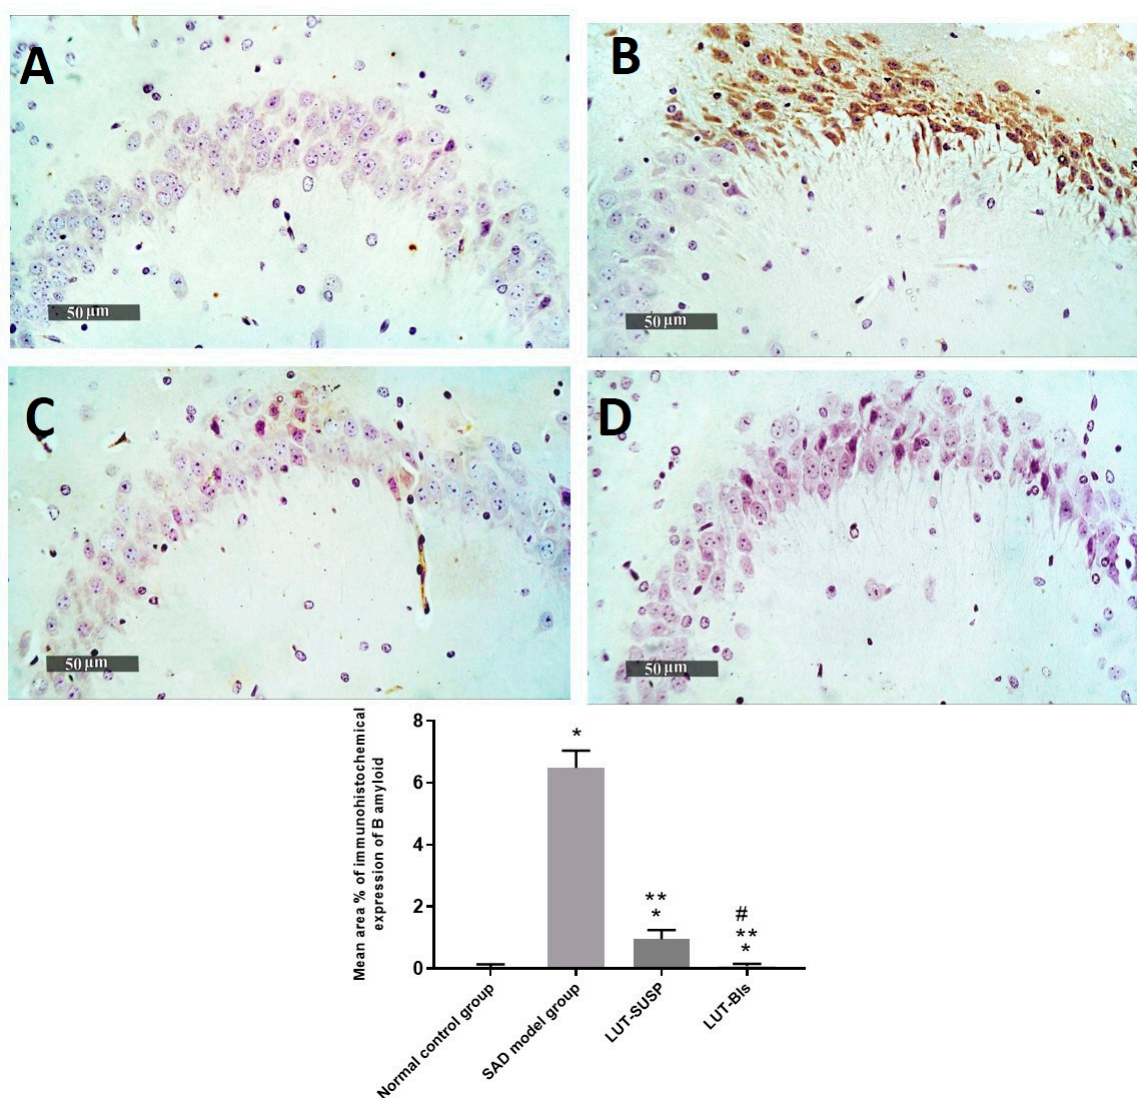 A
B
50 µm
50 µm
C
D
50 µm
50 µm
Mean area % of immunohistochemical
expression of B amyloid
8
6
4
2
0
*
**
*
#
**
*
Normal control group
SAD model group
LUT-SUSP
LUT-BIs